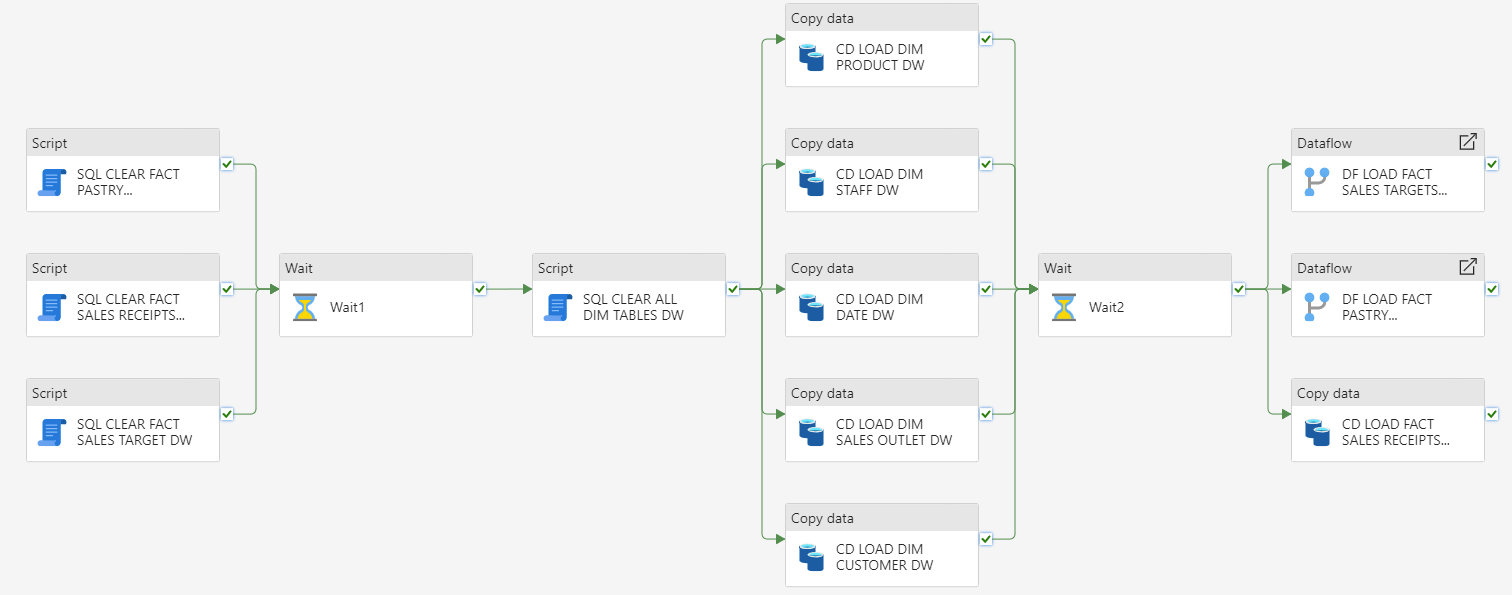 Script
SQL CLEAR FACT
PASTRY...
Script
SQL CLEAR FACT
SALES RECEIPTS...
Script
SQL CLEAR FACT
SALES TARGET DW
Wait
Wait1
Script
SQL CLEAR ALL
DIM TABLES DW
Copy data
CD LOAD DIM
PRODUCT DW
Copy data
CD LOAD DIM
STAFF DW
Copy data
CD LOAD DIM
DATE DW
Copy data
CD LOAD DIM
SALES OUTLET DW
Copy data
CD LOAD DIM
CUSTOMER DW
Wait
Wait2
Dataflow
DF LOAD FACT
SALES TARGETS...
Dataflow
DF LOAD FACT
PASTRY...
Copy data
CD LOAD FACT
SALES RECEIPTS...